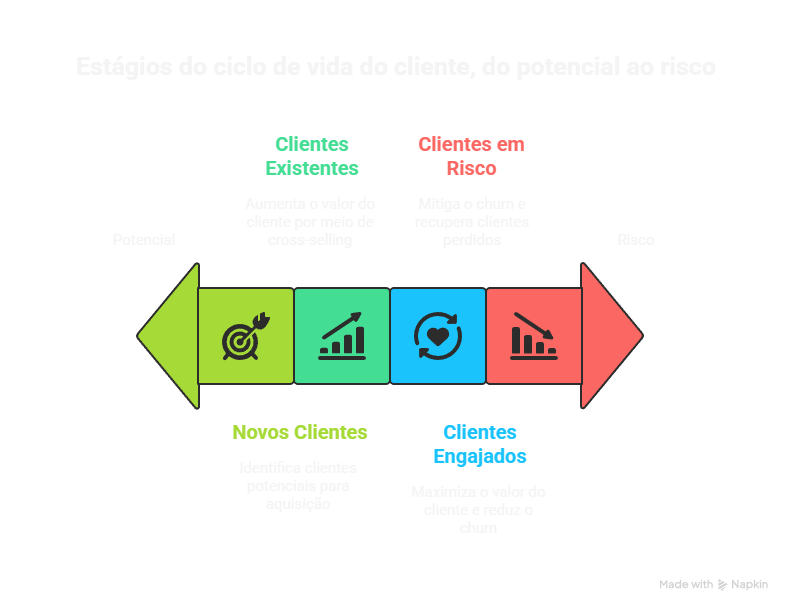 Estágios do ciclo de vida do cliente, do potencial ao risco
Clientes
Existentes
Clientes em
Risco
Aumenta o valor do
cliente por meio de
cross-selling
Mitiga o churn e
recupera clientes
perdidos
Potencial
Risco
Novos Clientes
Clientes
Engajados
Identifica clientes
potenciais para
aquisição
Maximiza o valor do
cliente e reduz o
churn
Made with Napkin